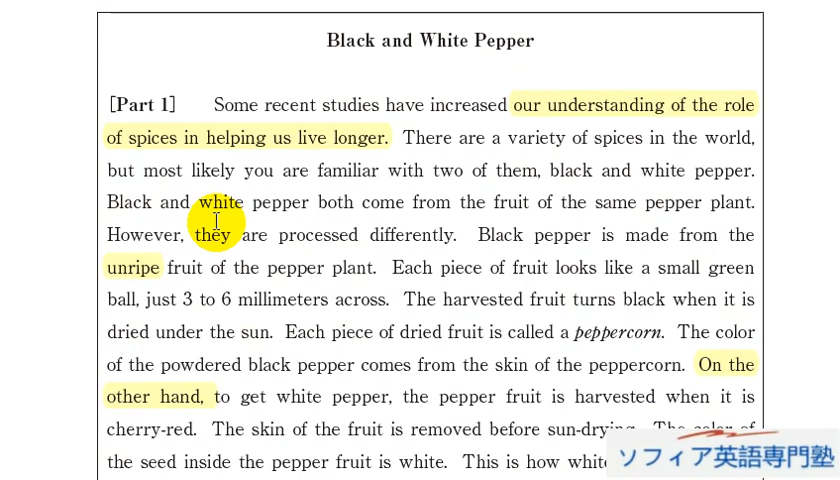 Black and White Pepper
[Part 1] Some recent studies have increased our understanding of the role
of spices in helping us live longer. There are a variety of spices in the world,
but most likely you are familiar with two of them, black and white pepper.
Black and white pepper both come from the fruit of the same pepper plant.
However, they are processed differently. Black pepper is made from the
unripe fruit of the pepper plant. Each piece of fruit looks like a small green
ball, just 3 to 6 millimeters across. The harvested fruit turns black when it is
dried under the sun. Each piece of dried fruit is called a peppercorn. The color
of the powdered black pepper comes from the skin of the peppercorn. On the
other hand, to get white pepper, the pepper fruit is harvested when it is
cherry-red. The skin of the fruit is removed before sun-drying. The color of
the seed inside the pepper fruit is white. This is how
ソフィア英語専門塾